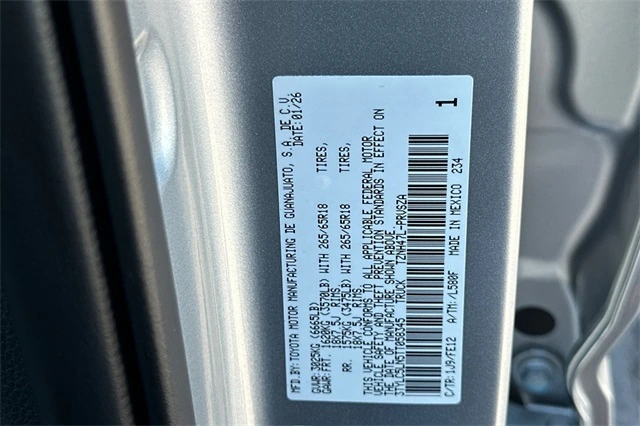 MFD.BY:TOYOTA MOTOR MANUFACTURING DE GUANAJUATO, S.A. DE C.V.
DATE: 01/26
GVWR:3025KG (6665LB)
GAWR: FRT. 1620KG (3570LB) WITH 265/65R18 TIRES,
18X7.5J RIMS
RR. 1575KG (3475LB) WITH 265/65R18 TIRES,
18X7.5J RIMS
THIS VEHICLE CONFORMS TO ALL APPLICABLE FEDERAL MOTOR
VEHICLE SAFETY AND THEFT PREVENTION STANDARDS IN EFFECT ON
THE DATE OF MANUFACTURE SHOWN ABOVE.
TRUCK TZNA47L-PRVSZA
C/TR:1J9/FE12 A/TM:-/L580F MADE IN MEXICO 234
1